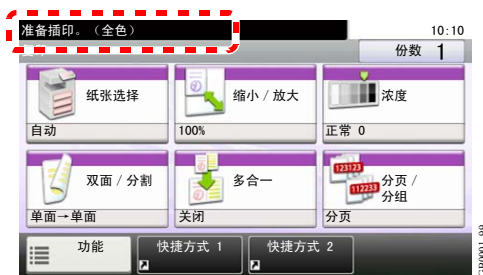 准备插印。（全色）
10:10
份数 1
纸张选择
自动
缩小 / 放大
100%
浓度
正常 0
双面 / 分割
单面→单面
多合一
关闭
123123
112233
分页 /
分组
分页
功能
快捷方式 1
快捷方式 2